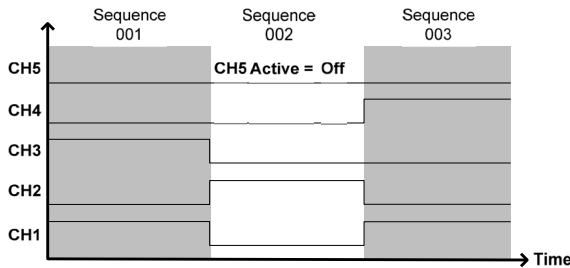 Sequence 001
Sequence 002
Sequence 003
CH5
CH5 Active = Off
CH4
CH3
CH2
CH1
Time